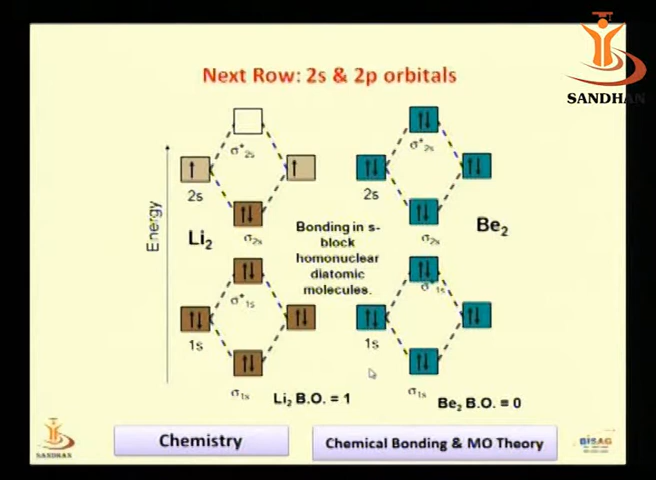 SANDHAN
Next Row: 2s & 2p orbitals
σ*2s
σ*2s
2s
2s
σ2s
σ2s
Energy
Li2
Be2
Bonding in s-
block
homonuclear
diatomic
molecules.
σ*1s
σ*1s
1s
1s
σ1s
σ1s
Li2 B.O. = 1
Be2 B.O. = 0
SANDHAN
Chemistry
Chemical Bonding & MO Theory
BISAG